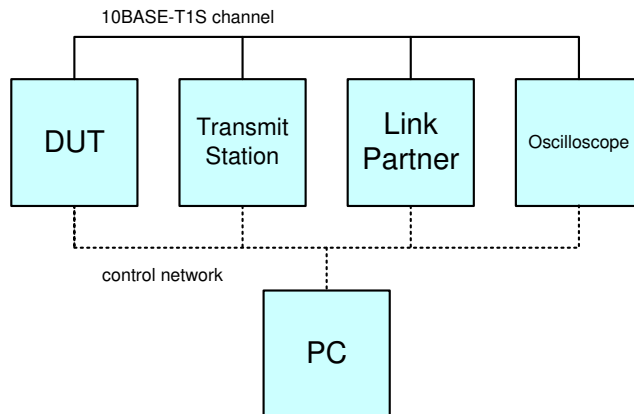 10BASE-T1S channel
DUT
Transmit
Station
Link
Partner
Oscilloscope
control network
PC